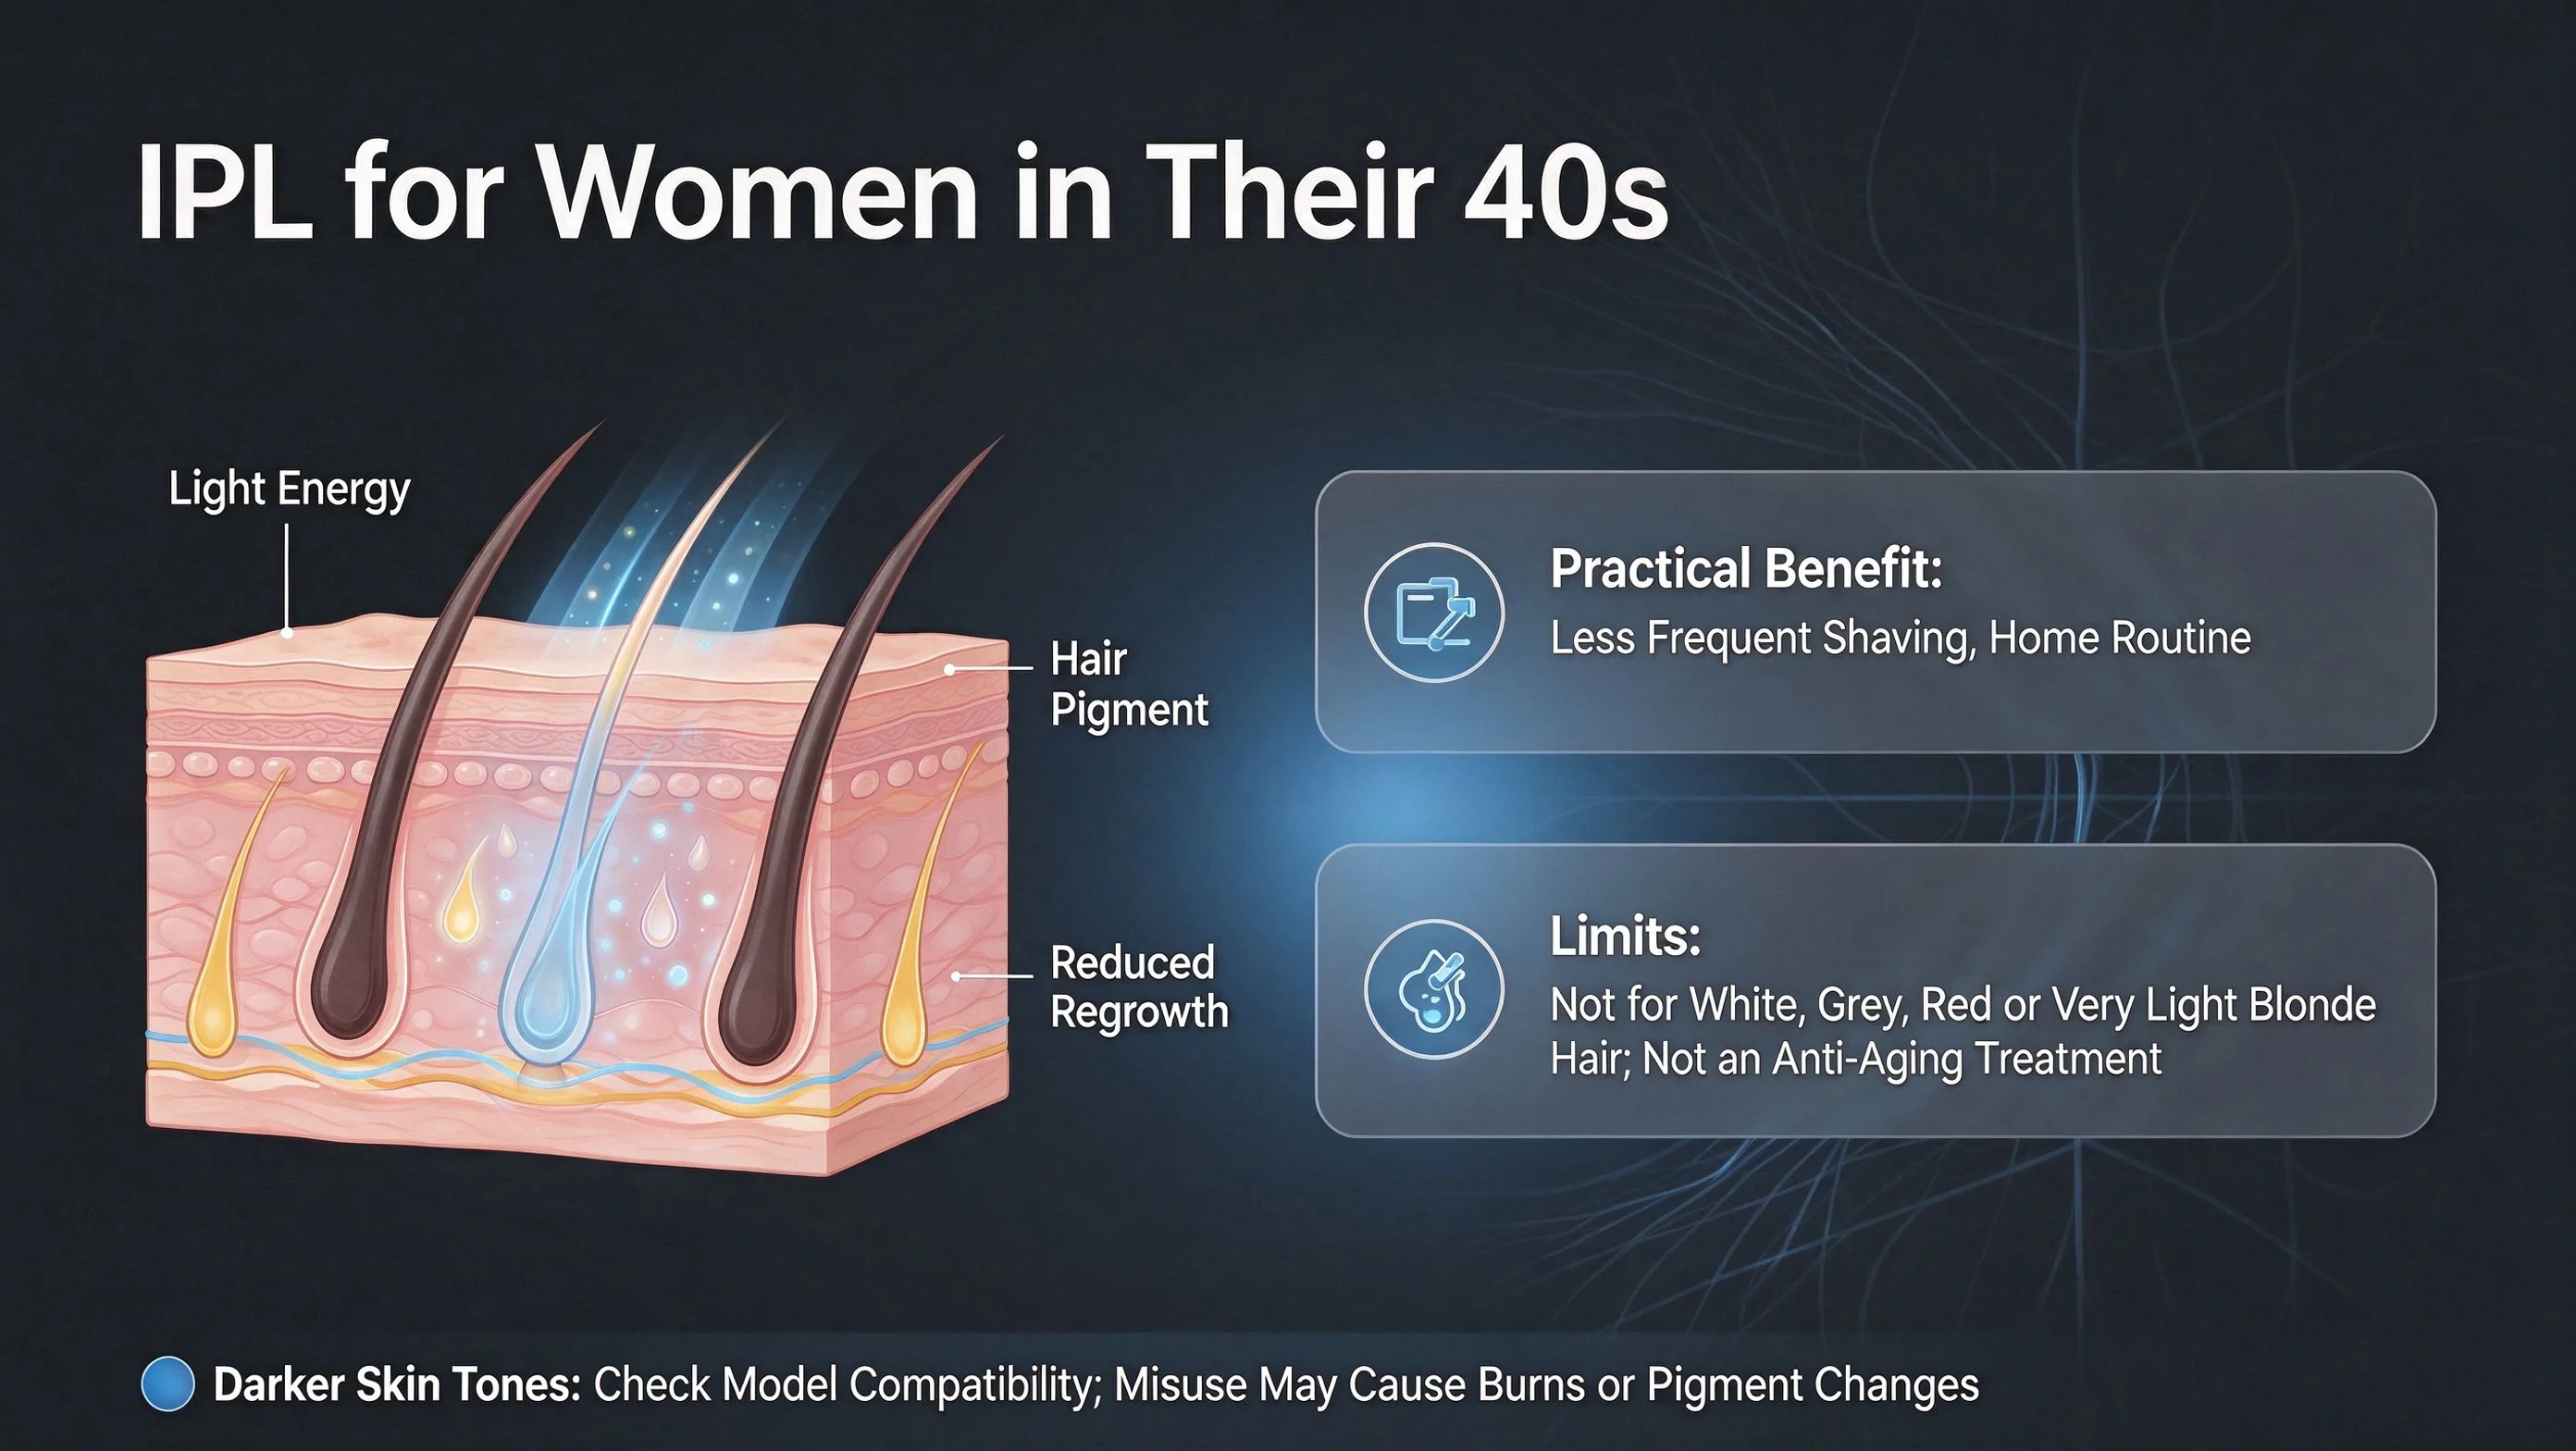 IPL for Women in Their 40s
Light Energy
Hair
Pigment
Reduced
Regrowth
Practical Benefit:
Less Frequent Shaving, Home Routine
Limits:
Not for White, Grey, Red or Very Light Blonde
Hair; Not an Anti-Aging Treatment
Darker Skin Tones: Check Model Compatibility; Misuse May Cause Burns or Pigment Changes